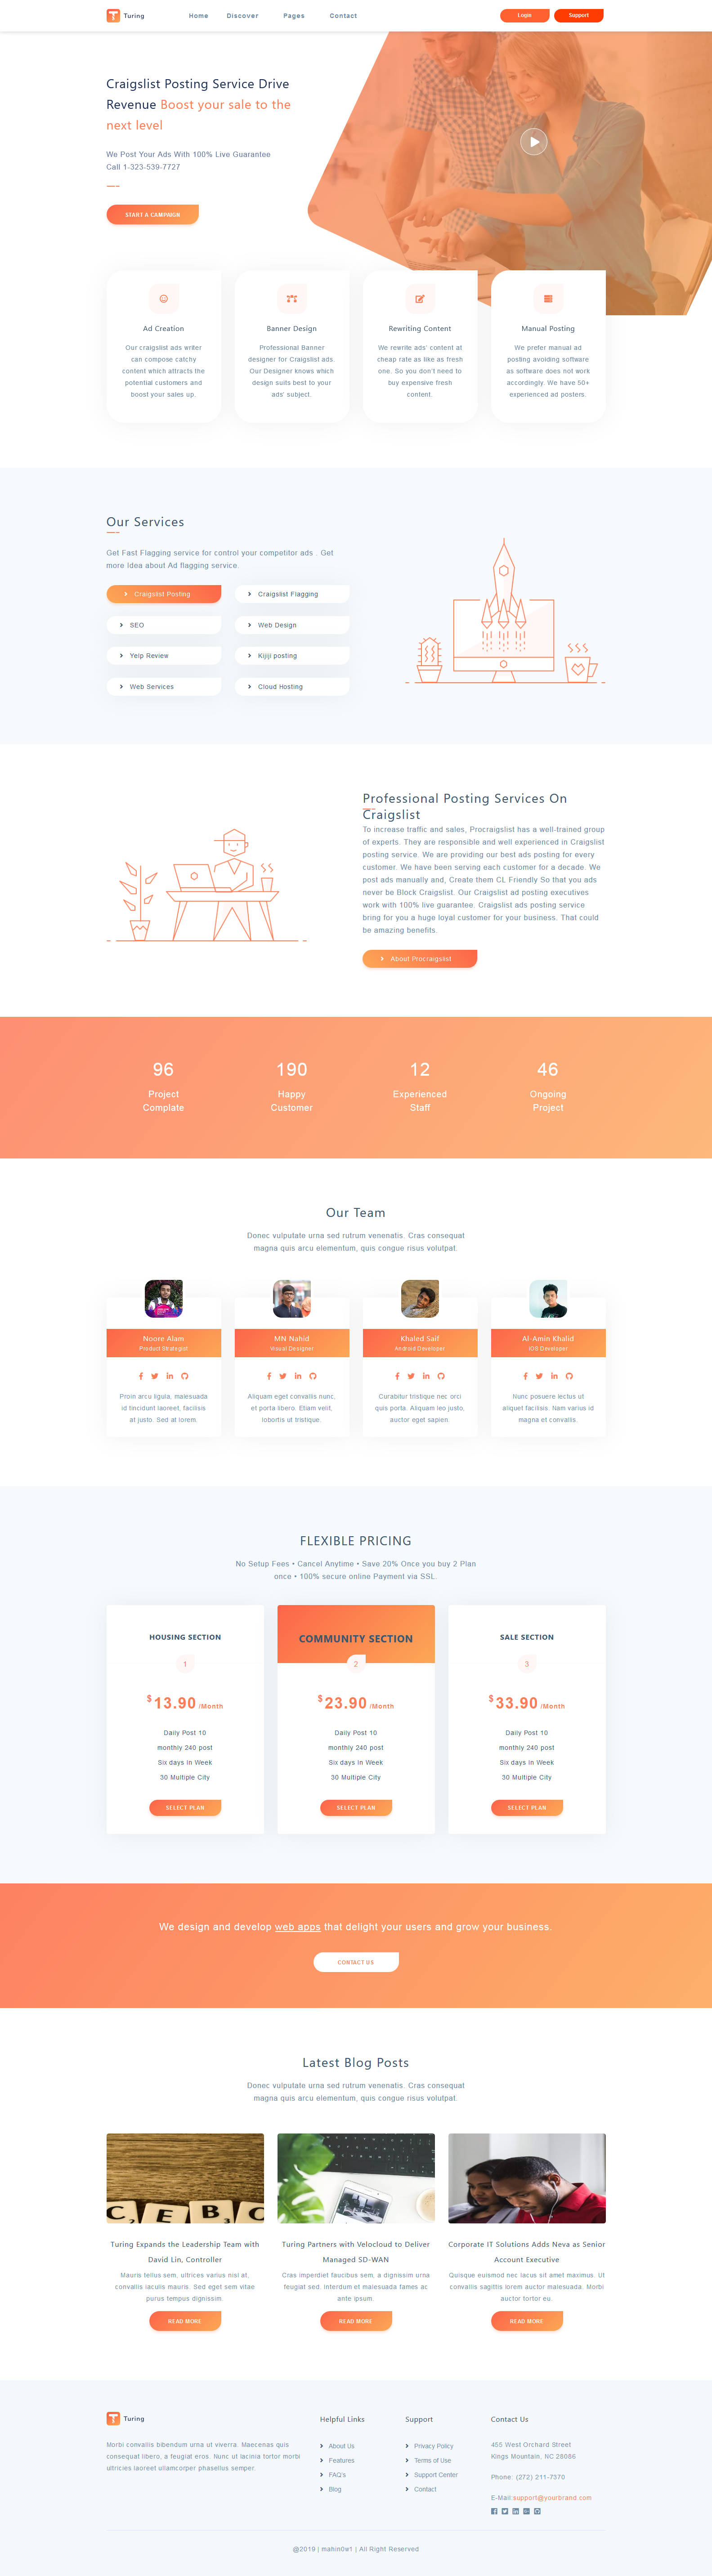 Turing
Home Discover Pages Contact
Login Support
Craigslist Posting Service Drive
Revenue Boost your sale to the
next level
We Post Your Ads With 100% Live Guarantee
Call 1-323-539-7727
START A CAMPAIGN
Ad Creation
Our craigslist ads writer
can compose catchy
content which attracts the
potential customers and
boost your sales up.
Banner Design
Professional Banner
designer for Craigslist ads.
Our Designer knows which
design suits best to your
ads' subject.
Rewriting Content
We rewrite ads' content at
cheap rate as like as fresh
one. So you don't need to
buy expensive fresh
content.
Manual Posting
We prefer manual ad
posting avoiding software
as software does not work
accordingly. We have 50+
experienced ad posters.
Our Services
Get Fast Flagging service for control your competitor ads . Get
more Idea about Ad flagging service.
Craigslist Posting
Craigslist Flagging
SEO
Web Design
Yelp Review
Kijiji posting
Web Services
Cloud Hosting
Professional Posting Services On
Craigslist
To increase traffic and sales, Procraigslist has a well-trained group
of experts. They are responsible and well experienced in Craigslist
posting service. We are providing our best ads posting for every
customer. We have been serving each customer for a decade. We
post ads manually and, Create them CL Friendly So that you ads
never be Block Craigslist. Our Craigslist ad posting executives
work with 100% live guarantee. Craigslist ads posting service
bring for you a huge loyal customer for your business. That could
be amazing benefits.
About Procraigslist
96
Project
Complate
190
Happy
Customer
12
Experienced
Staff
46
Ongoing
Project
Our Team
Donec vulputate urna sed rutrum venenatis. Cras consequat
magna quis arcu elementum, quis congue risus volutpat.
Noore Alam
Product Strategist
Proin arcu ligula, malesuada
id tincidunt laoreet, facilisis
at justo. Sed at lorem.
MN Nahid
Visual Designer
Aliquam eget convallis nunc,
et porta libero. Etiam velit,
lobortis ut tristique.
Khaled Saif
Android Developer
Curabitur tristique nec orci
quis porta. Aliquam leo justo,
auctor eget sapien.
Al-Amin Khalid
iOS Developer
Nunc posuere lectus ut
aliquet facilisis. Nam varius id
magna et convallis.
FLEXIBLE PRICING
No Setup Fees • Cancel Anytime • Save 20% Once you buy 2 Plan
once • 100% secure online Payment via SSL.
HOUSING SECTION
1
$13.90 /Month
Daily Post 10
monthly 240 post
Six days In Week
30 Multiple City
SELECT PLAN
COMMUNITY SECTION
2
$23.90 /Month
Daily Post 10
monthly 240 post
Six days In Week
30 Multiple City
SELECT PLAN
SALE SECTION
3
$33.90 /Month
Daily Post 10
monthly 240 post
Six days In Week
30 Multiple City
SELECT PLAN
We design and develop web apps that delight your users and grow your business.
CONTACT US
Latest Blog Posts
Donec vulputate urna sed rutrum venenatis. Cras consequat
magna quis arcu elementum, quis congue risus volutpat.
C E B C
Turing Expands the Leadership Team with
David Lin, Controller
Mauris tellus sem, ultrices varius nisl at,
convallis iaculis mauris. Sed eget sem vitae
purus tempus dignissim.
READ MORE
Turing Partners with Velocloud to Deliver
Managed SD-WAN
Cras imperdiet faucibus sem, a dignissim urna
feugiat sed. Interdum et malesuada fames ac
ante ipsum.
READ MORE
Corporate IT Solutions Adds Neva as Senior
Account Executive
Quisque euismod nec lacus sit amet maximus. Ut
convallis sagittis lorem auctor malesuada. Morbi
auctor tortor eu.
READ MORE
Turing
Morbi convallis bibendum urna ut viverra. Maecenas quis
consequat libero, a feugiat eros. Nunc ut lacinia tortor morbi
ultricies laoreet ullamcorper phasellus semper.
Helpful Links
About Us
Features
FAQ's
Blog
Support
Privacy Policy
Terms of Use
Support Center
Contact
Contact Us
455 West Orchard Street
Kings Mountain, NC 28086
Phone: (272) 211-7370
E-Mail:support@yourbrand.com
@2019 | mahin0w1 | All Right Reserved